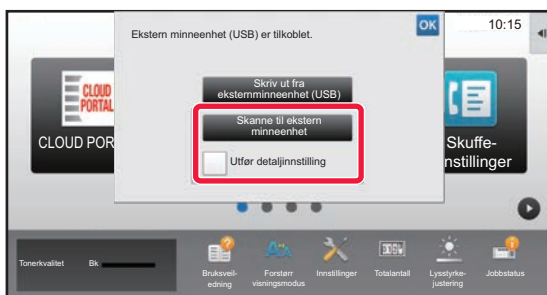 10:15
Ekstern minneenhet (USB) er tilkoblet.
OK
Skriv ut fra
eksternminneenhet (USB)
Skanne til ekstern
minneenhet
Utfør detaljinnstilling
CLOUD
PORTAL
CLOUD POR
Skuffe-
nstillinger
Tonerkvalitet
Bk
Bruksveil-
edning
Forstørr
visningsmodus
Innstillinger
Totalantall
Lysstyrke-
justering
Jobbstatus